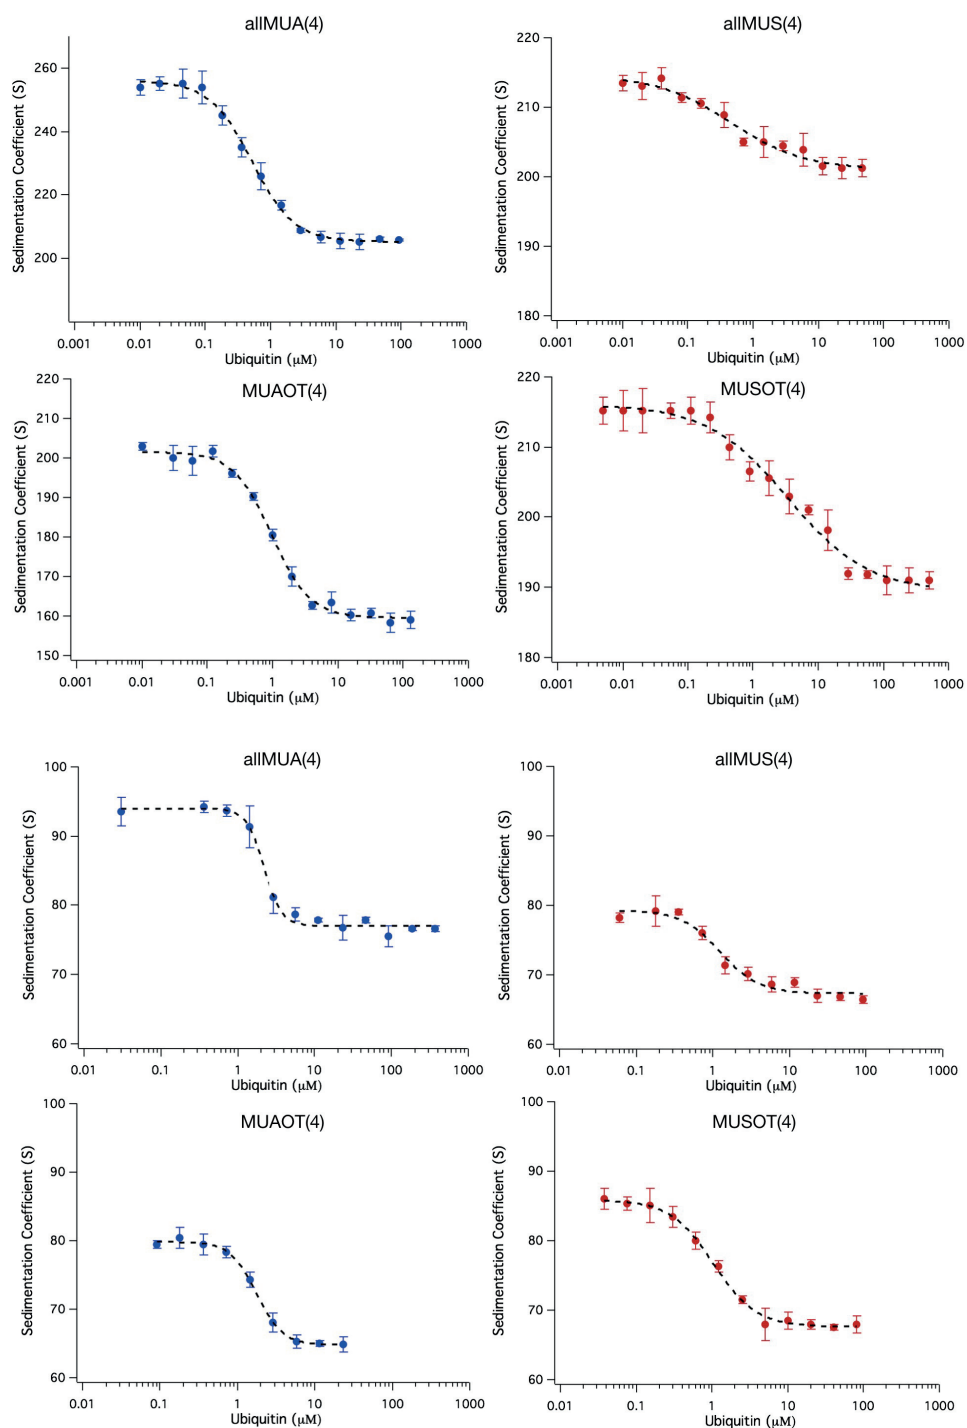 allMUA(4)
Sedimentation Coefficient (S)
260
240
220
200
0.001 0.01 0.1 1 10 100 1000
Ubiquitin (μM)
allMUS(4)
Sedimentation Coefficient (S)
220
210
200
190
180
0.001 0.01 0.1 1 10 100 1000
Ubiquitin (μM)
MUAOT(4)
Sedimentation Coefficient (S)
220
210
200
190
180
170
160
150
0.001 0.01 0.1 1 10 100 1000
Ubiquitin (μM)
MUSOT(4)
Sedimentation Coefficient (S)
220
210
200
190
180
0.001 0.01 0.1 1 10 100 1000
Ubiquitin (μM)
allMUA(4)
Sedimentation Coefficient (S)
100
90
80
70
60
0.01 0.1 1 10 100 1000
Ubiquitin (μM)
allMUS(4)
Sedimentation Coefficient (S)
100
90
80
70
60
0.01 0.1 1 10 100 1000
Ubiquitin (μM)
MUAOT(4)
Sedimentation Coefficient (S)
100
90
80
70
60
0.01 0.1 1 10 100 1000
Ubiquitin (μM)
MUSOT(4)
Sedimentation Coefficient (S)
100
90
80
70
60
0.01 0.1 1 10 100 1000
Ubiquitin (μM)